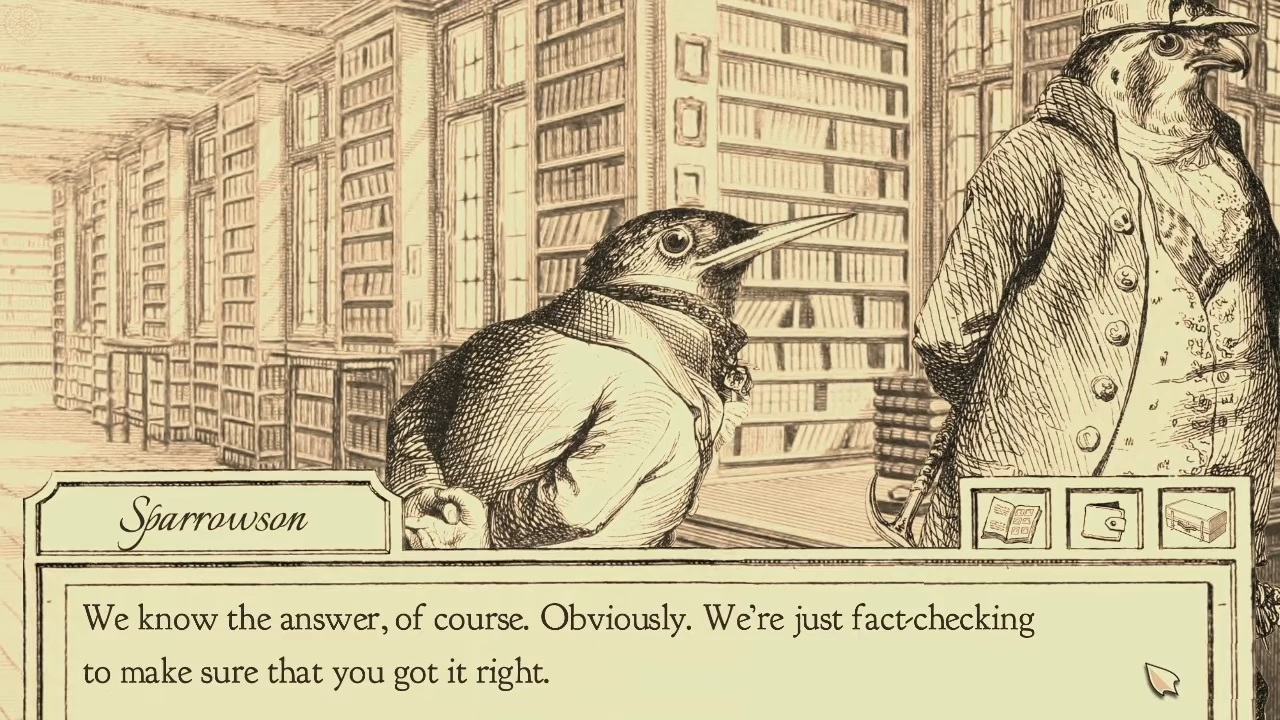 Sparrowson
We know the answer, of course. Obviously. We're just fact-checking
to make sure that you got it right.